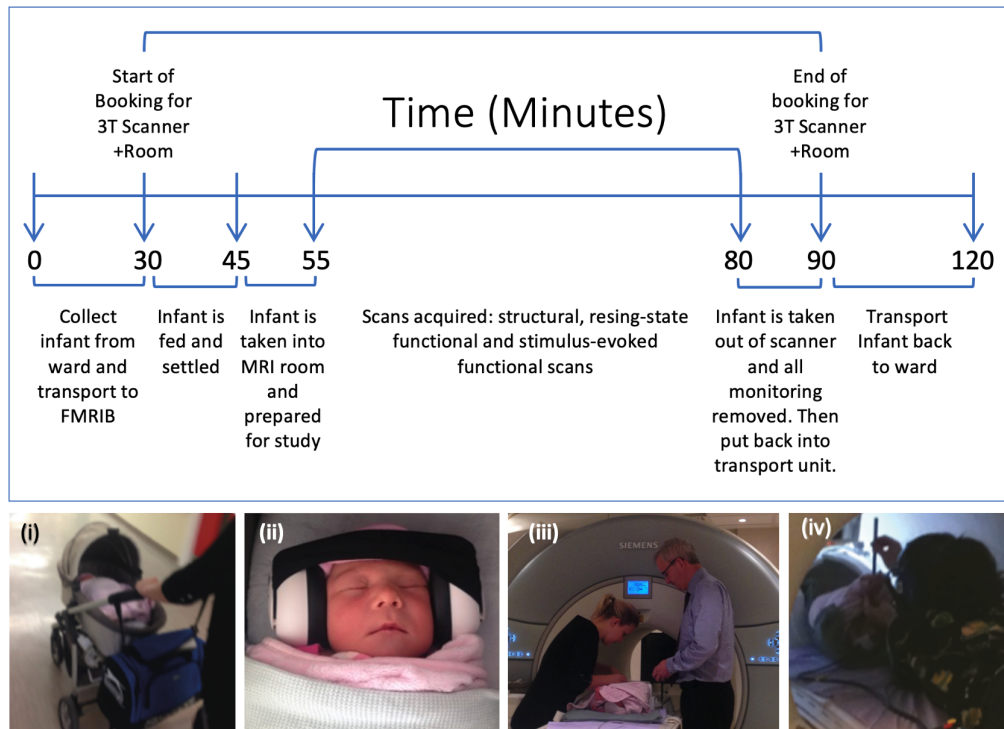 Start of
Booking for
3T Scanner
+Room
Time (Minutes)
End of
booking for
3T Scanner
+Room
0
30
45
55
80
90
120
Collect
infant from
ward and
transport to
FMRIB
Infant is
fed and
settled
Infant is
taken into
MRI room
and
prepared
for study
Scans acquired: structural, resing-state
functional and stimulus-evoked
functional scans
Infant is taken
out of scanner
and all
monitoring
removed. Then
put back into
transport unit.
Transport
Infant back
to ward
(i)
(ii)
(iii)
SIEMENS
(iv)